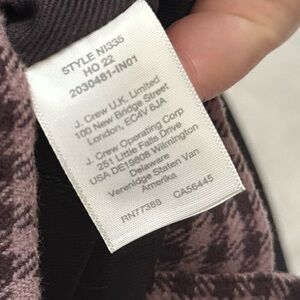 STYLE NI335
HO 22
2030481-IN01
J. Crew U.K. Limited
100 New Bridge Street
London, EC4V 6JA
J. Crew Operating Corp
251 Little Falls Drive
USA DE19808 Wilmington
Delaware
Verenidge Staten Van
Amerika
RN77388 CA56445